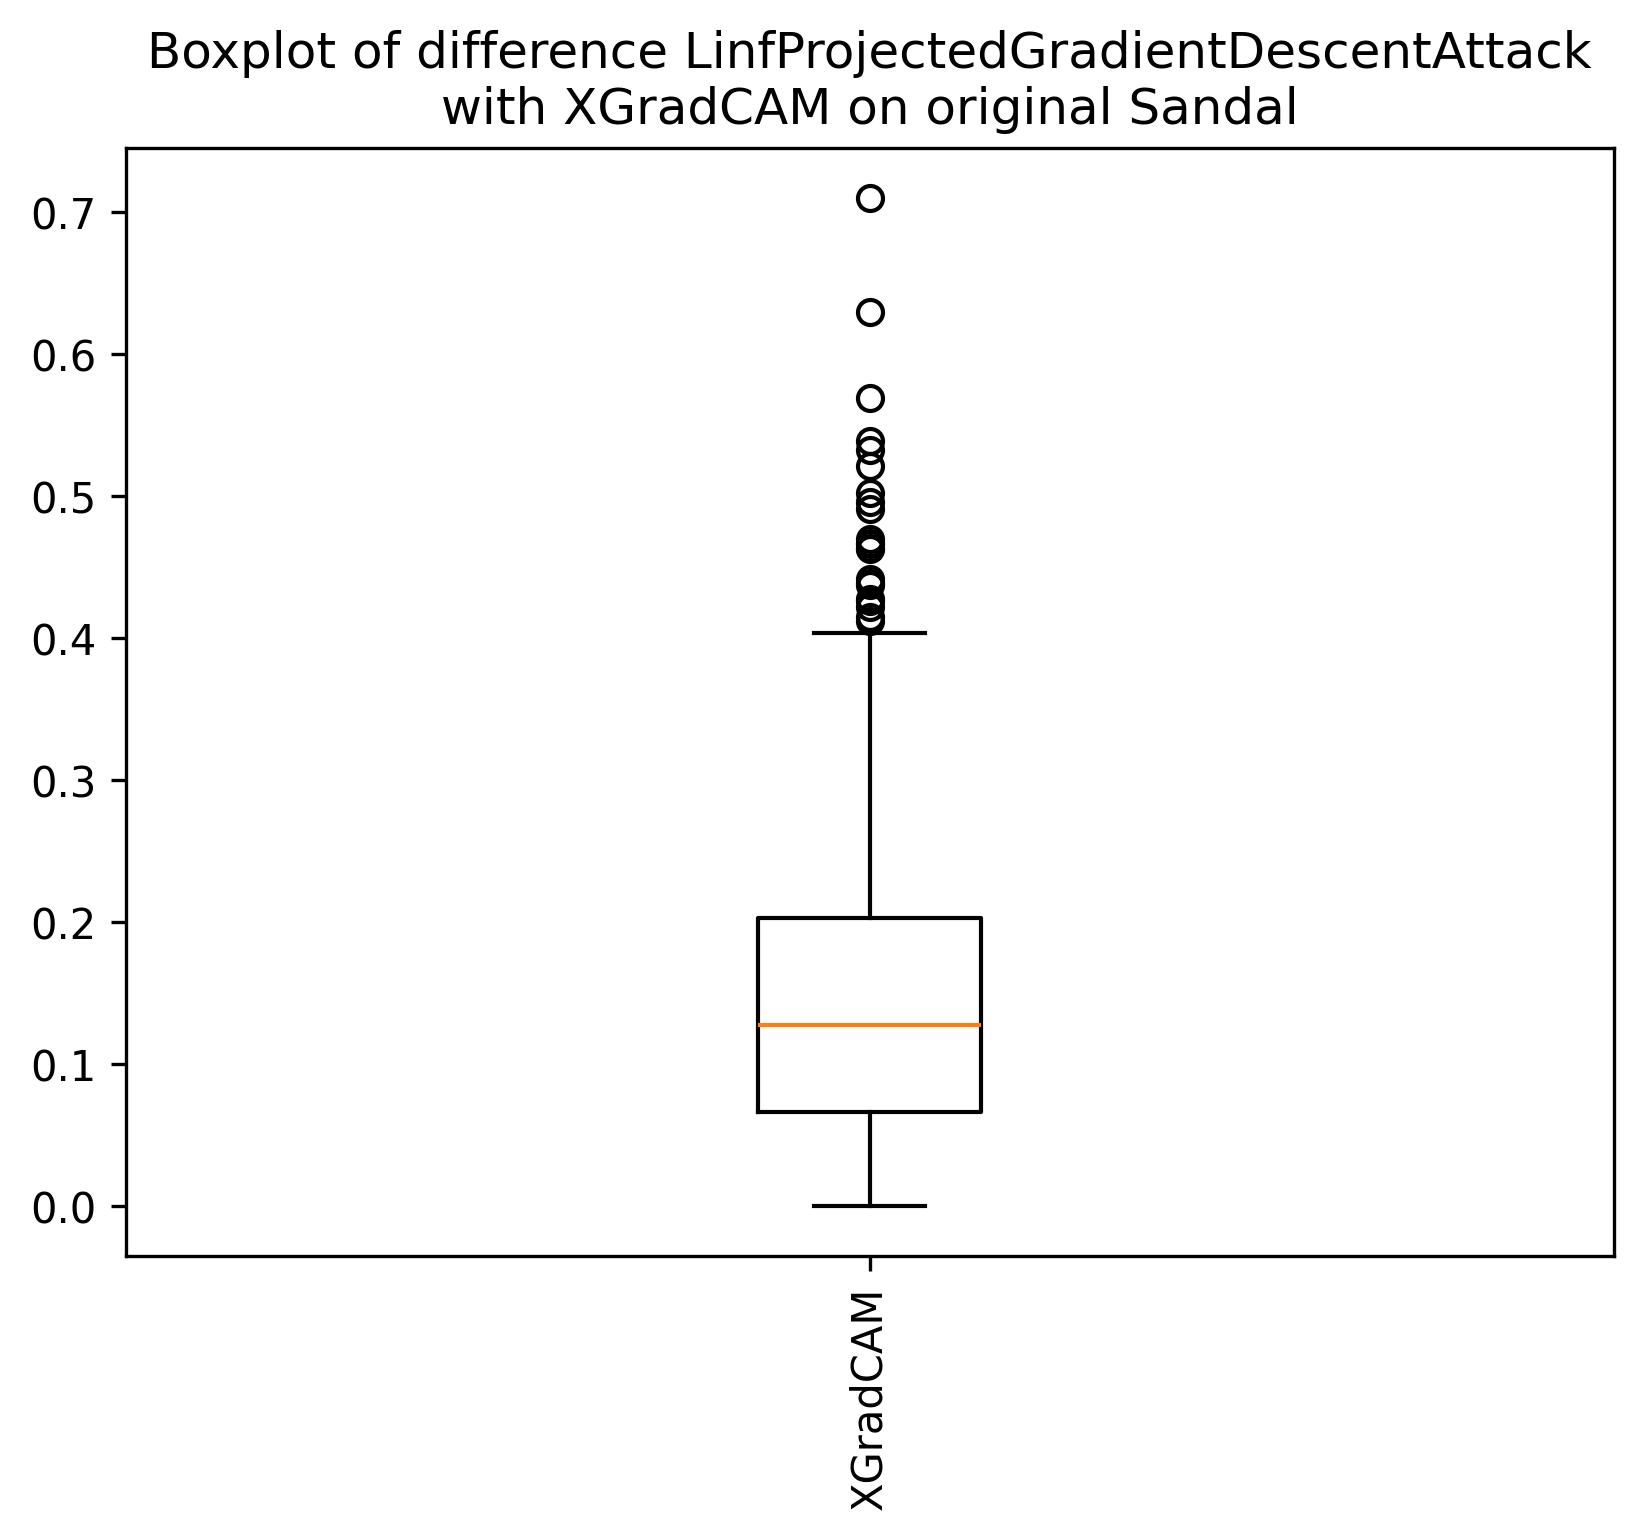 Boxplot of difference LinfProjectedGradientDescentAttack
with XGradCAM on original Sandal
0.7
0.6
0.5
0.4
0.3
0.2
0.1
0.0
XGradCAM